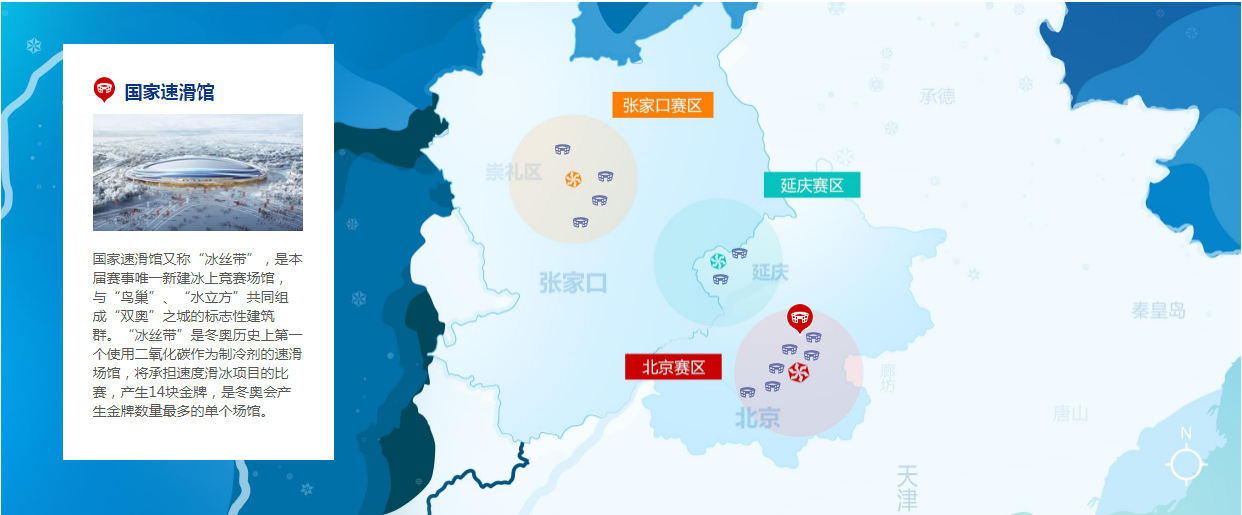 国家速滑馆
国家速滑馆又称“冰丝带”，是本
届赛事唯一新建冰上竞赛场馆，
与“鸟巢”、“水立方”共同组
成“双奥”之城的标志性建筑
群。“冰丝带”是冬奥历史上第一
个使用二氧化碳作为制冷剂的速滑
场馆，将承担速度滑冰项目的比
赛，产生14块金牌，是冬奥会产
生金牌数量最多的单个场馆。
张家口赛区
崇礼区
张家口
延庆赛区
延庆
北京赛区
北京
承德
秦皇岛
廊坊
唐山
天津
N